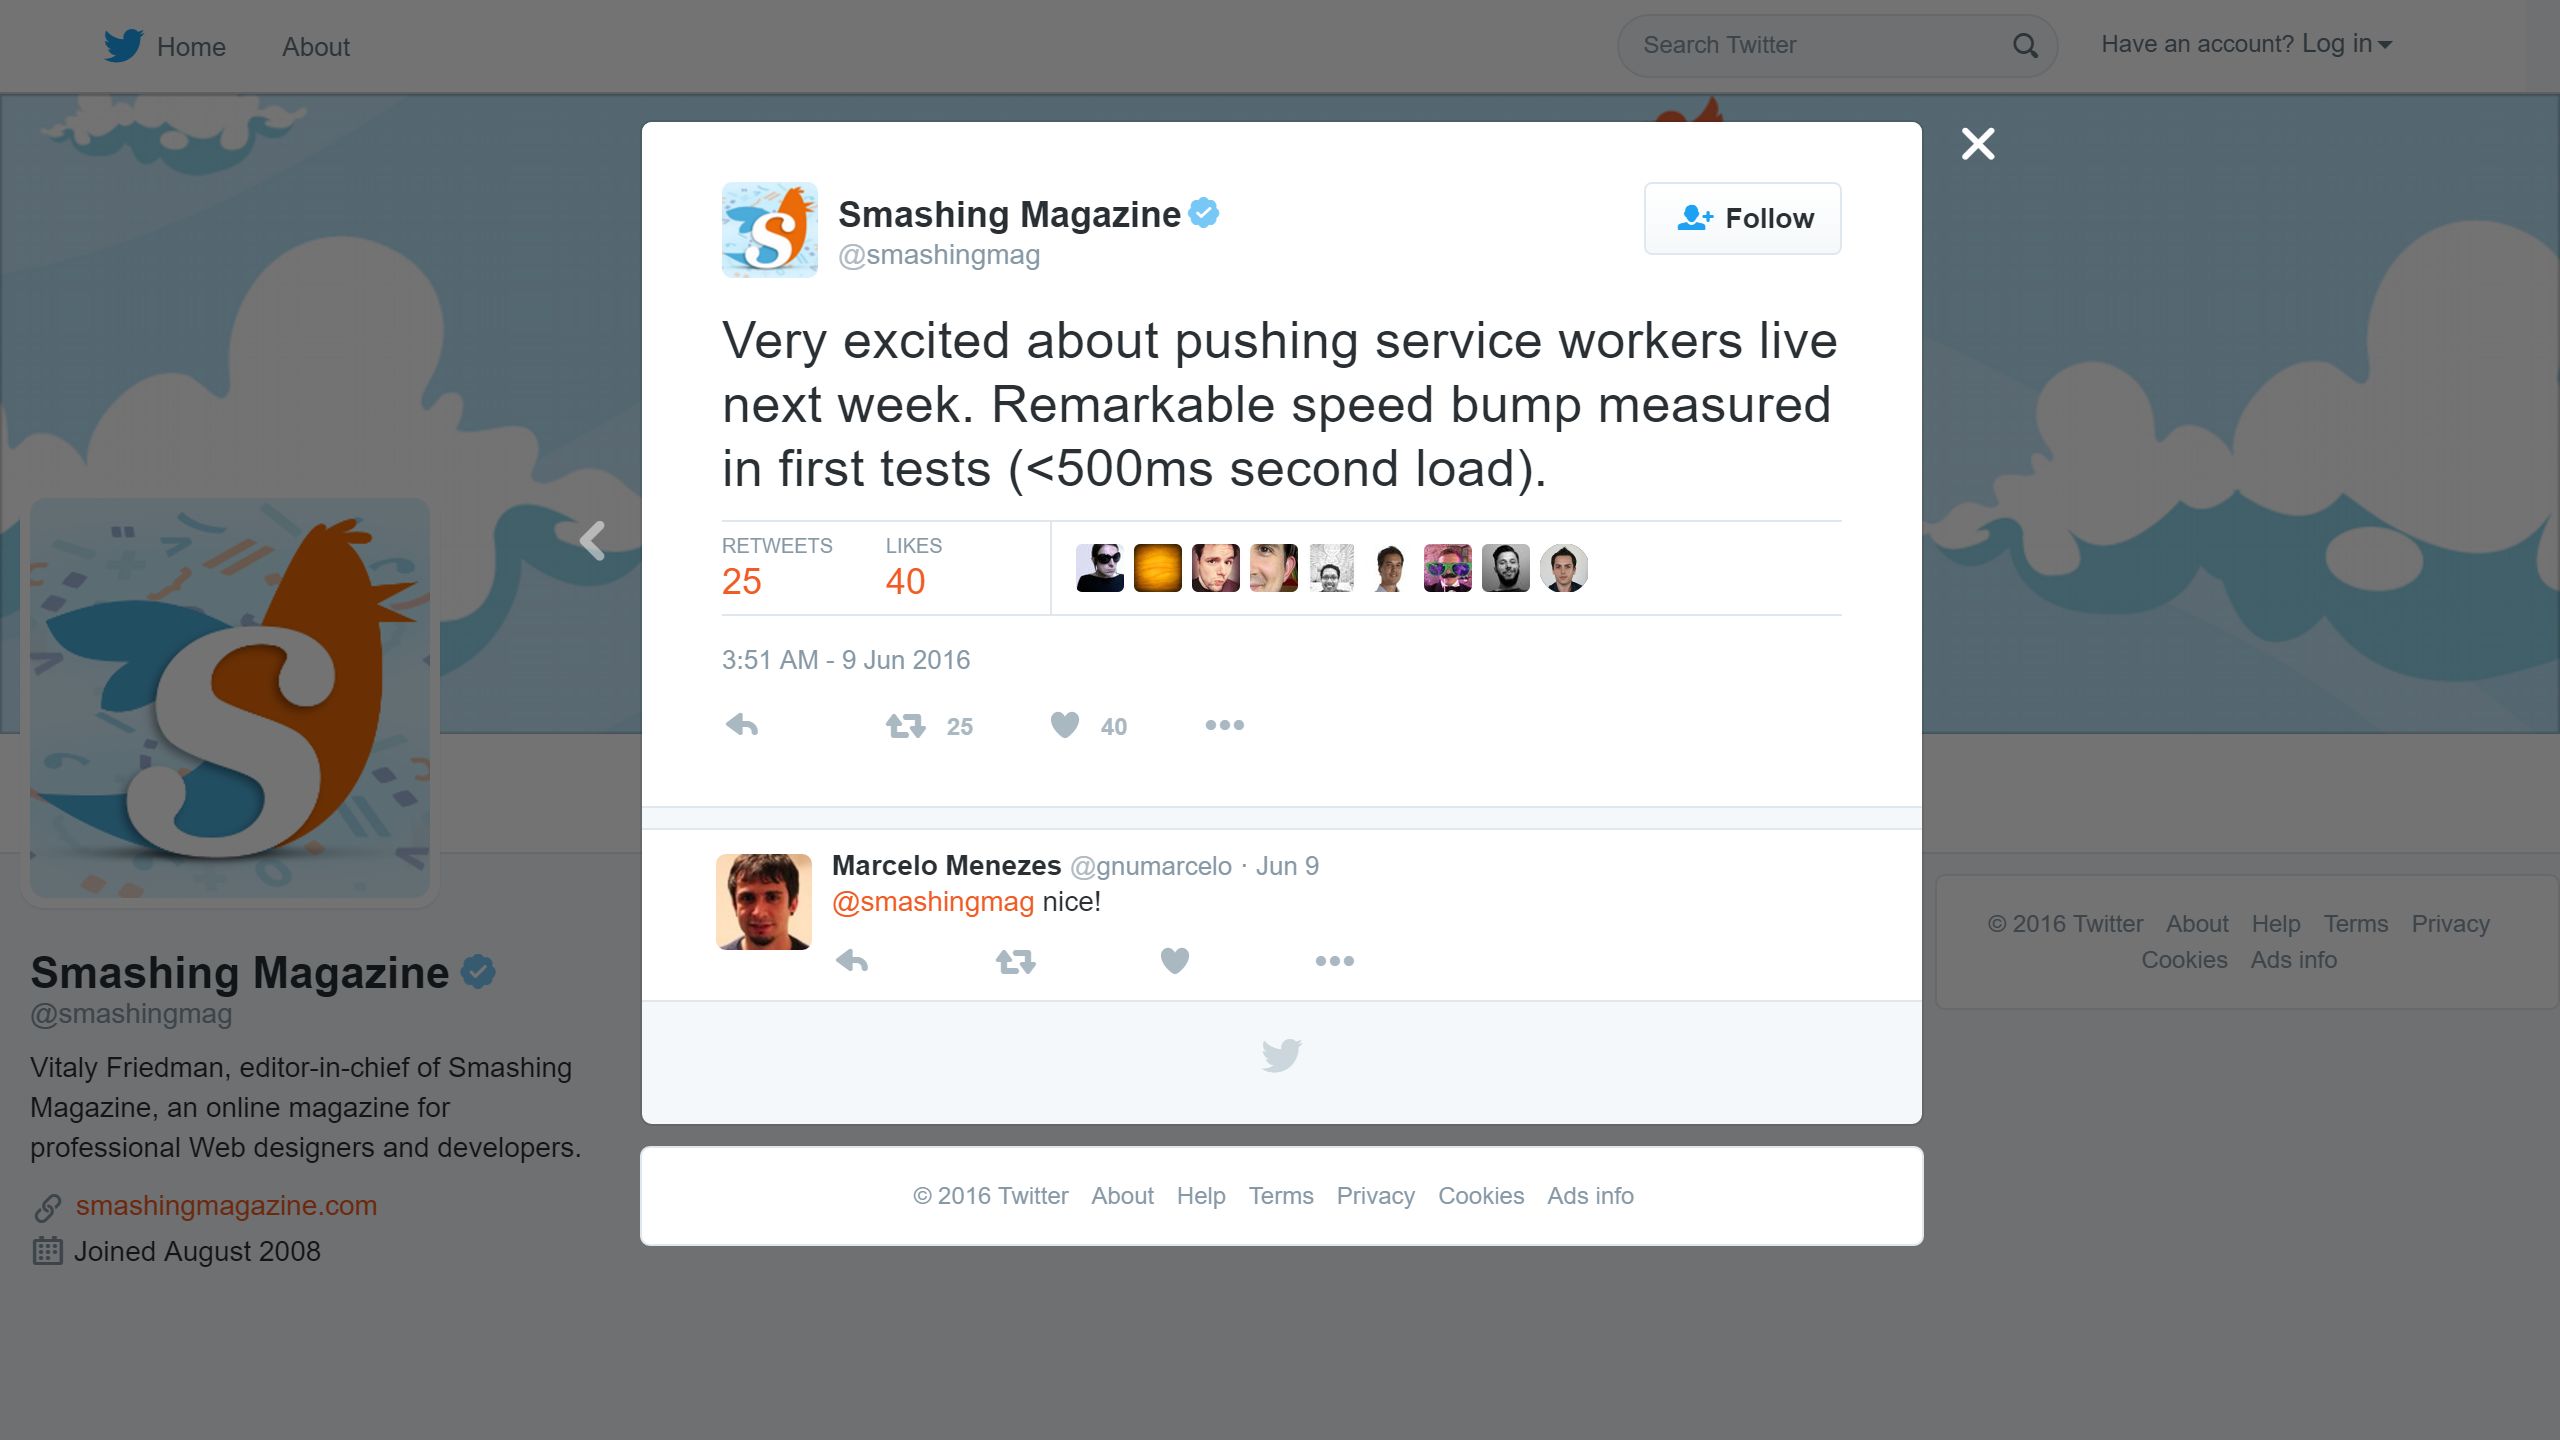 Home About
Search Twitter
Have an account? Log in
Smashing Magazine
@smashingmag
Follow
Very excited about pushing service workers live
next week. Remarkable speed bump measured
in first tests (<500ms second load).
RETWEETS LIKES
25 40
3:51 AM - 9 Jun 2016
25 40
Marcelo Menezes @gnumarcelo · Jun 9
@smashingmag nice!
© 2016 Twitter About Help Terms Privacy Cookies Ads info
Smashing Magazine
@smashingmag
Vitaly Friedman, editor-in-chief of Smashing
Magazine, an online magazine for
professional Web designers and developers.
smashingmagazine.com
Joined August 2008
© 2016 Twitter About Help Terms Privacy
Cookies Ads info